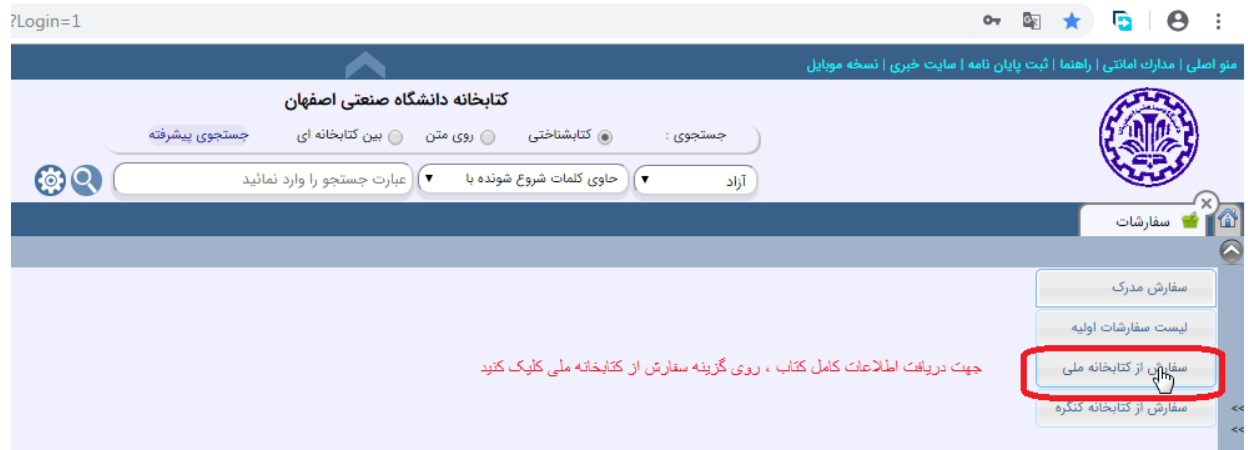 ?Login=1
منو اصلی | مدارك امانتی | راهنما | ثبت پایان نامه | سایت خبری | نسخه موبایل
کتابخانه دانشگاه صنعتی اصفهان
جستجوی : کتابشناختی روی متن بین کتابخانه ای جستجوی پیشرفته
آزاد حاوی کلمات شروع شونده با عبارت جستجو را وارد نمائید
سفارشات
سفارش مدرک
لیست سفارشات اولیه
سفارش از کتابخانه ملی
جهت دریافت اطلاعات کامل کتاب ، روی گزینه سفارش از کتابخانه ملی کلیک کنید
سفارش از کتابخانه کنگره
>>
>>